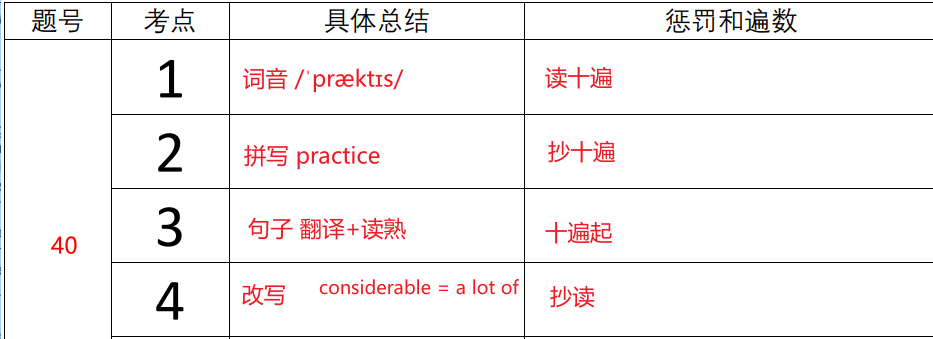 题号 考点 具体总结 惩罚和遍数
1 词音 /ˈpræktɪs/ 读十遍
2 拼写 practice 抄十遍
3 句子 翻译+读熟 十遍起
40
4 改写 considerable = a lot of 抄读